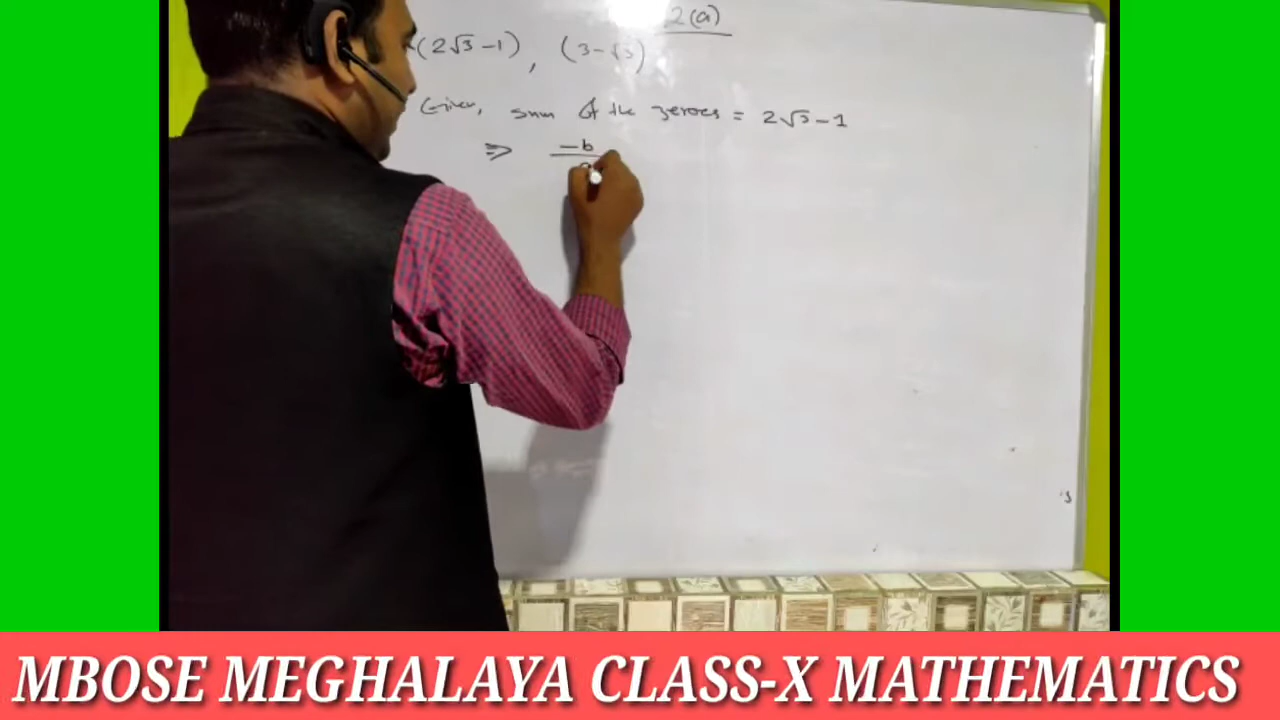 2(a)
(2√3 -1) , (3-√3)
Given, sum of the zeroes = 2√3 - 1
⇒ -b
a
MBOSE MEGHALAYA CLASS-X MATHEMATICS